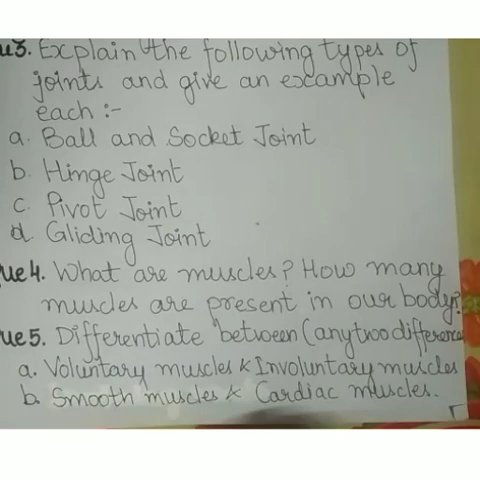 u3. Explain the following types of
joints and give an example
each :-
a. Ball and Socket Joint
b. Hinge Joint
c. Pivot Joint
d. Gliding Joint
ue4. What are muscles? How many
muscles are present in our body?
ue5. Differentiate between (any two difference
a. Voluntary muscles & Involuntary muscles
b. Smooth muscles & Cardiac muscles.